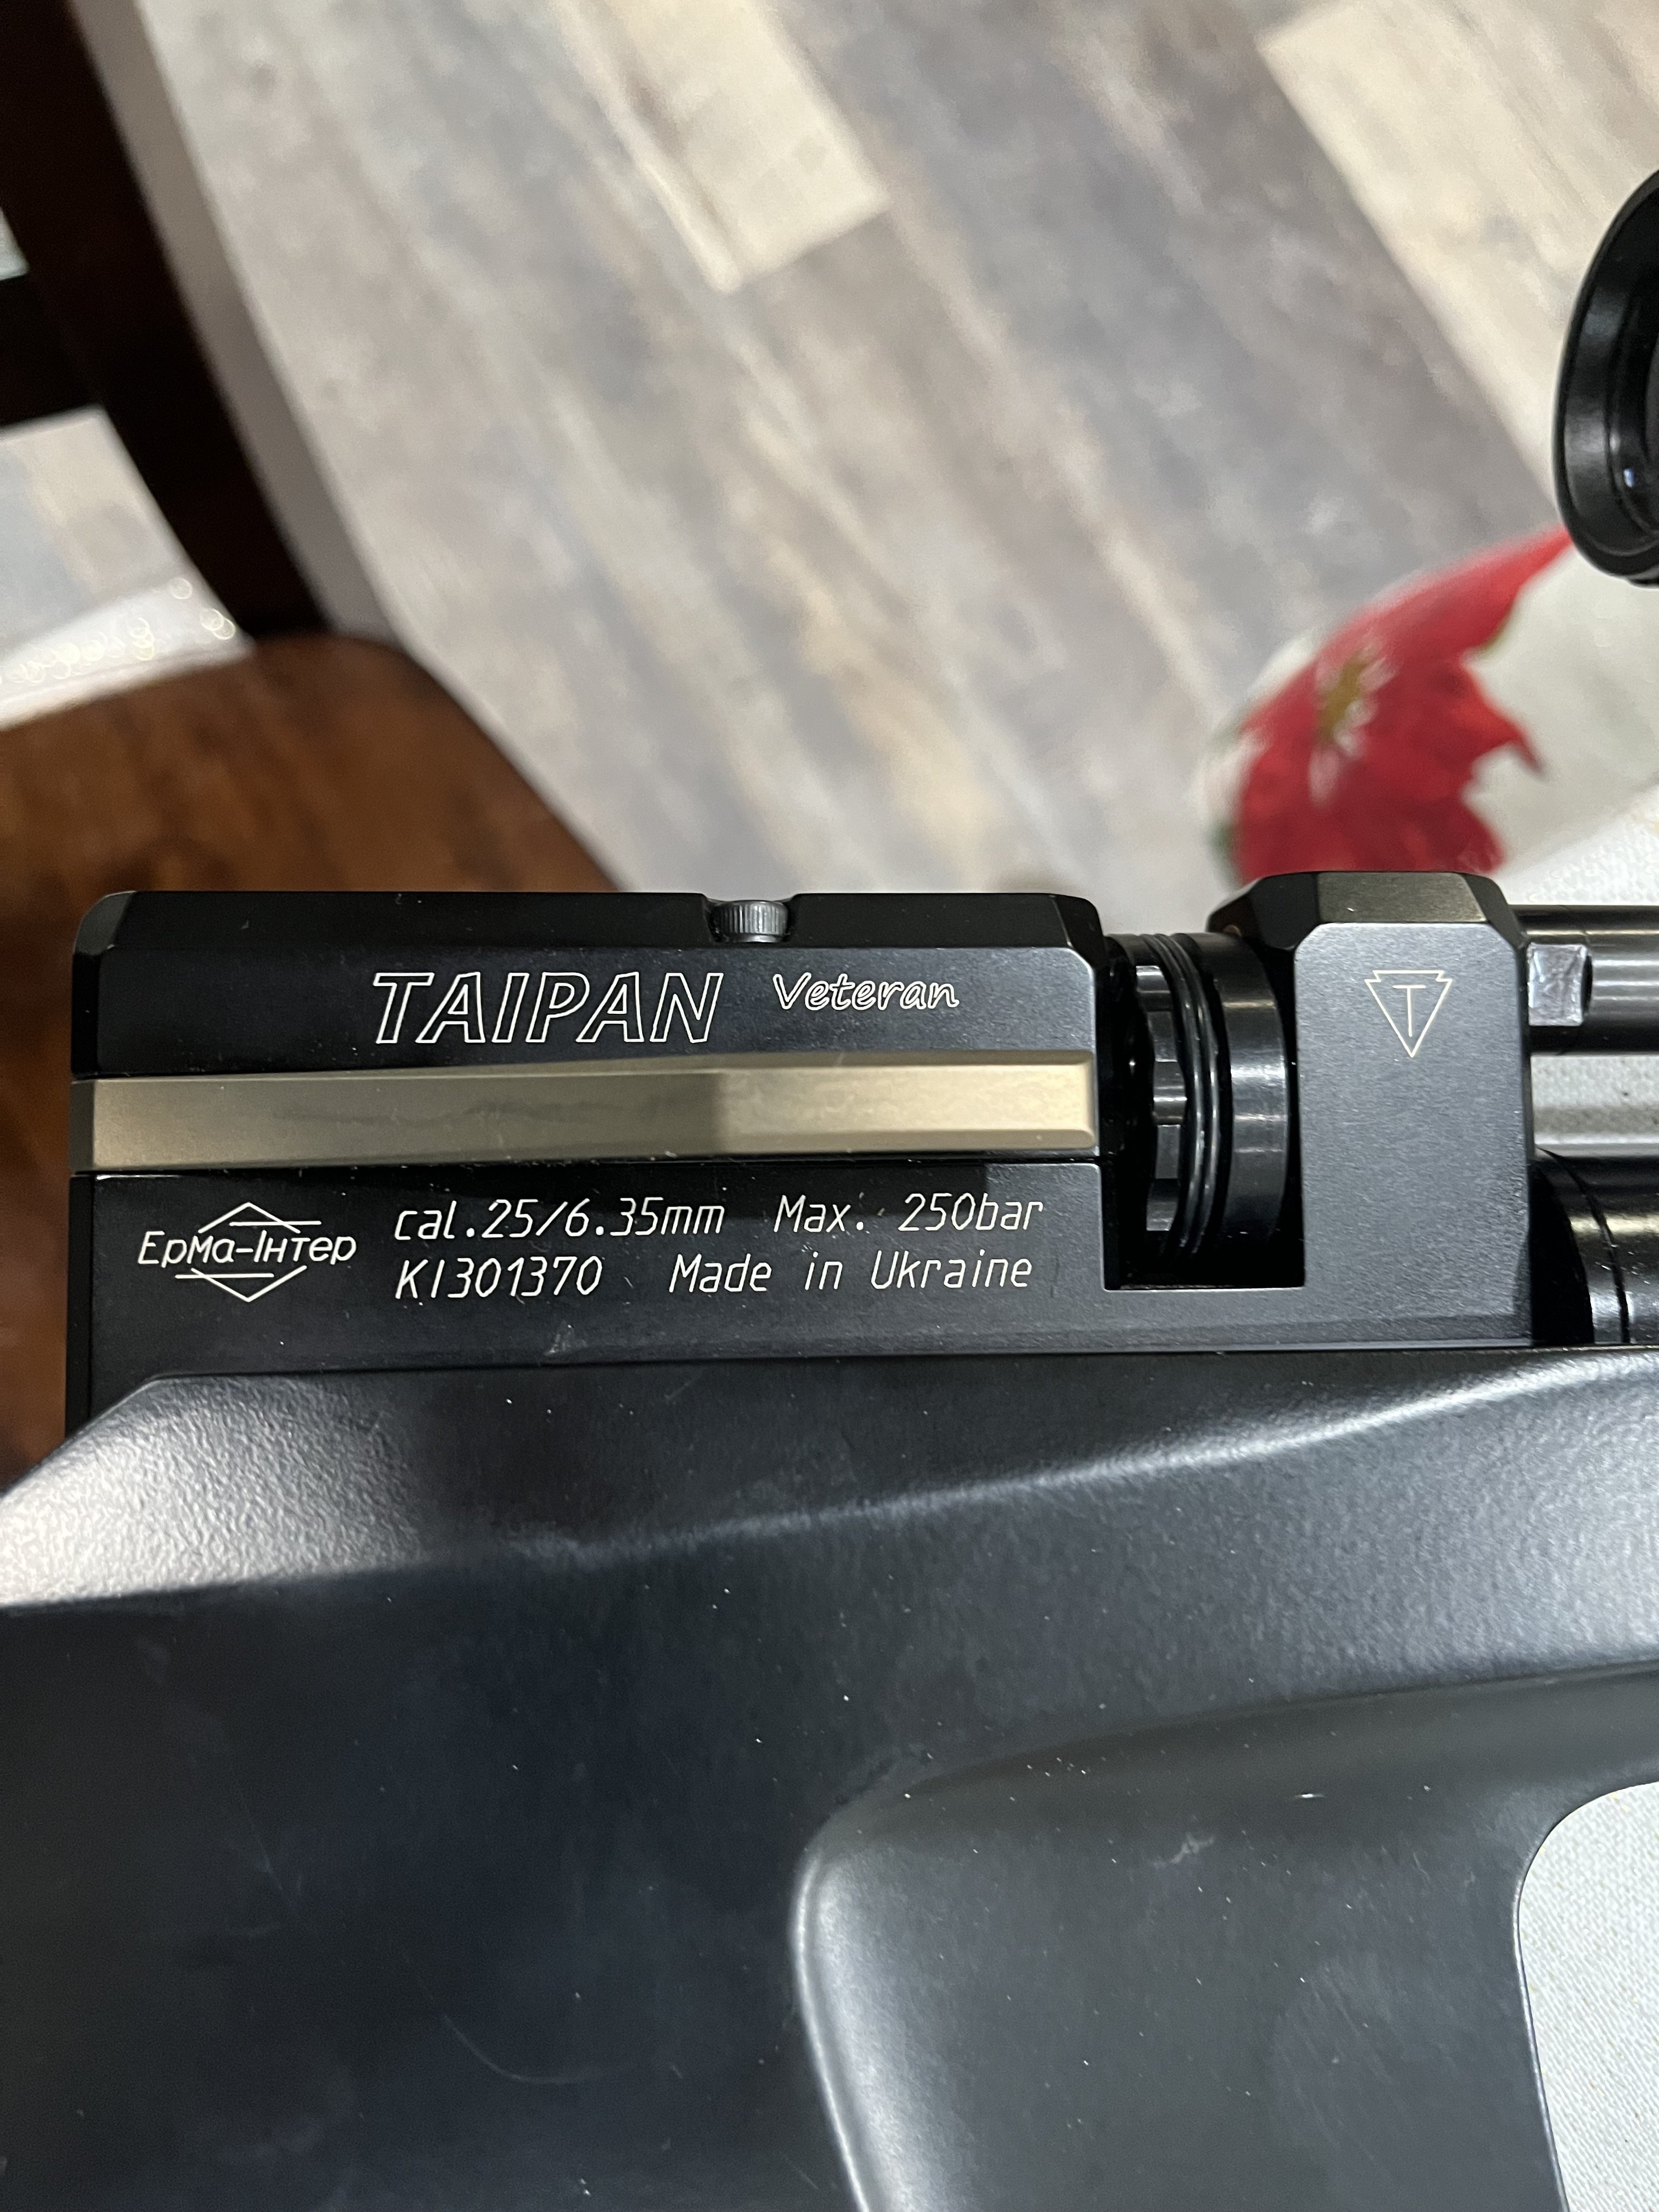 TAIPAN Veteran
T
ЕрМа-Інтер
cal.25/6.35mm Max. 250bar
KI301370 Made in Ukraine